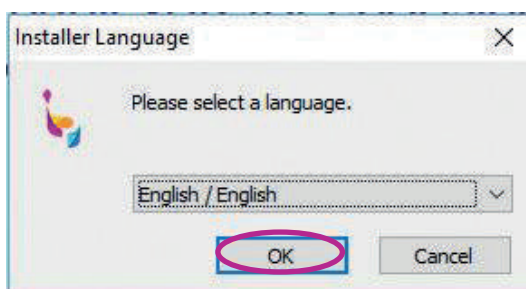 Installer Language
Please select a language.
English / English
OK
Cancel